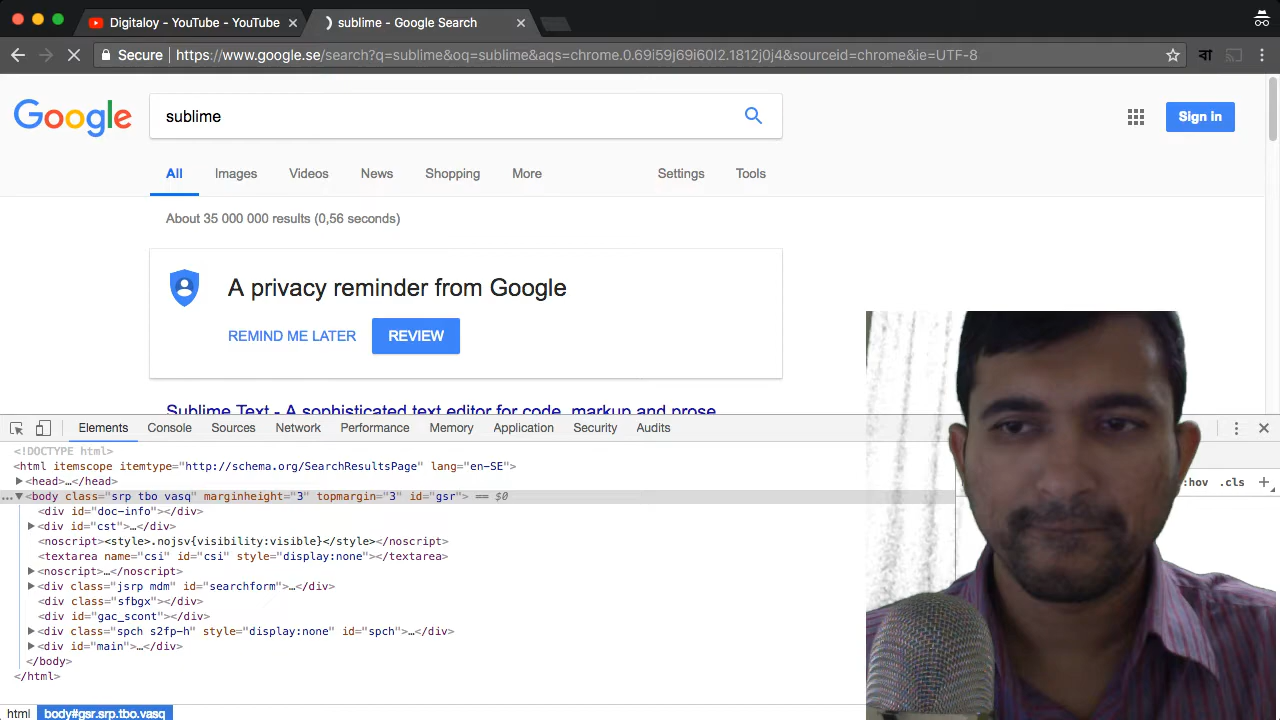 Digitaloy - YouTube - YouTube
sublime - Google Search
Secure
https://www.google.se/search?q=sublime&oq=sublime&aqs=chrome.0.69i59j69i60l2.1812j0j4&sourceid=chrome&ie=UTF-8
বা
Google
sublime
Sign in
All Images Videos News Shopping More Settings Tools
About 35 000 000 results (0,56 seconds)
A privacy reminder from Google
REMIND ME LATER REVIEW
Sublime Text - A sophisticated text editor for code, markup and prose
Elements Console Sources Network Performance Memory Application Security Audits
<!DOCTYPE html>
<html itemscope itemtype="http://schema.org/SearchResultsPage" lang="en-SE">
<head>…</head>
:hov .cls
…<body class="srp tbo vasq" marginheight="3" topmargin="3" id="gsr"> == $0
<div id="doc-info"></div>
<div id="cst">…</div>
<noscript><style>.nojsv{visibility:visible}</style></noscript>
<textarea name="csi" id="csi" style="display:none"></textarea>
<noscript>…</noscript>
<div class="jsrp mdm" id="searchform">…</div>
<div class="sfbgx"></div>
<div id="gac_scont"></div>
<div class="spch s2fp-h" style="display:none" id="spch">…</div>
<div id="main">…</div>
</body>
</html>
html body#gsr.srp.tbo.vasq